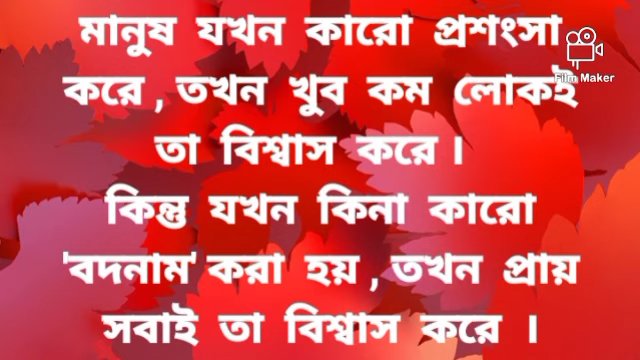 মানুষ যখন কারো প্রশংসা
করে , তখন খুব কম লোকই
তা বিশ্বাস করে ।
কিন্তু যখন কিনা কারো
'বদনাম' করা হয় , তখন প্রায়
সবাই তা বিশ্বাস করে ।
Film Maker